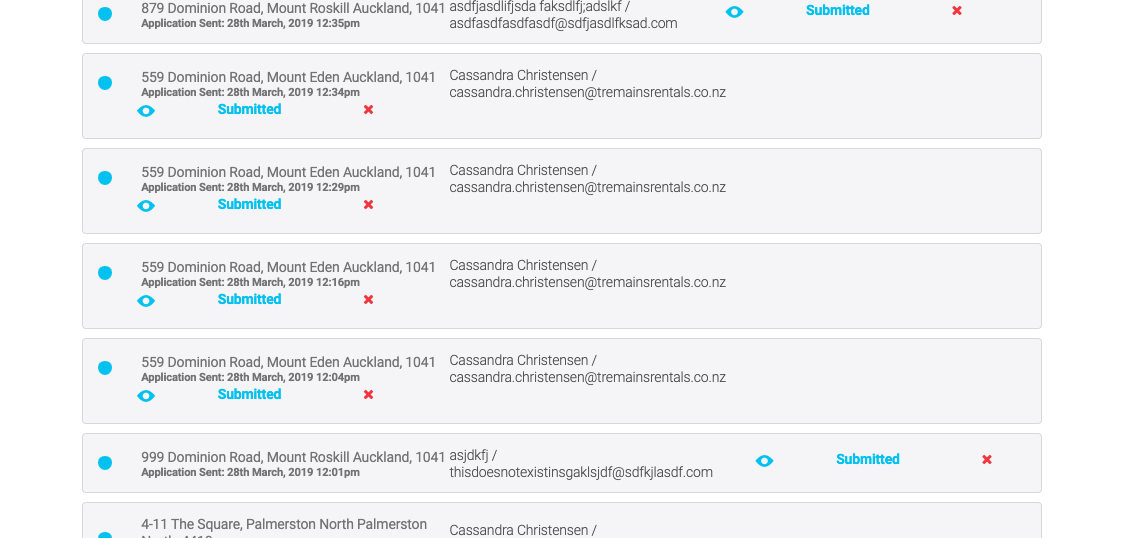 879 Dominion Road, Mount Roskill Auckland, 1041
Application Sent: 28th March, 2019 12:35pm
asdfjasdlifjsda faksdlfj;adslkf /
asdfasdfasdfasdf@sdfjasdlfksad.com
Submitted
559 Dominion Road, Mount Eden Auckland, 1041
Application Sent: 28th March, 2019 12:34pm
Submitted
Cassandra Christensen /
cassandra.christensen@tremainsrentals.co.nz
559 Dominion Road, Mount Eden Auckland, 1041
Application Sent: 28th March, 2019 12:29pm
Submitted
Cassandra Christensen /
cassandra.christensen@tremainsrentals.co.nz
559 Dominion Road, Mount Eden Auckland, 1041
Application Sent: 28th March, 2019 12:16pm
Submitted
Cassandra Christensen /
cassandra.christensen@tremainsrentals.co.nz
559 Dominion Road, Mount Eden Auckland, 1041
Application Sent: 28th March, 2019 12:04pm
Submitted
Cassandra Christensen /
cassandra.christensen@tremainsrentals.co.nz
999 Dominion Road, Mount Roskill Auckland, 1041
Application Sent: 28th March, 2019 12:01pm
asjdkfj /
thisdoesnotexistinsgaklsjdf@sdfkjlasdf.com
Submitted
4-11 The Square, Palmerston North Palmerston
Cassandra Christensen /